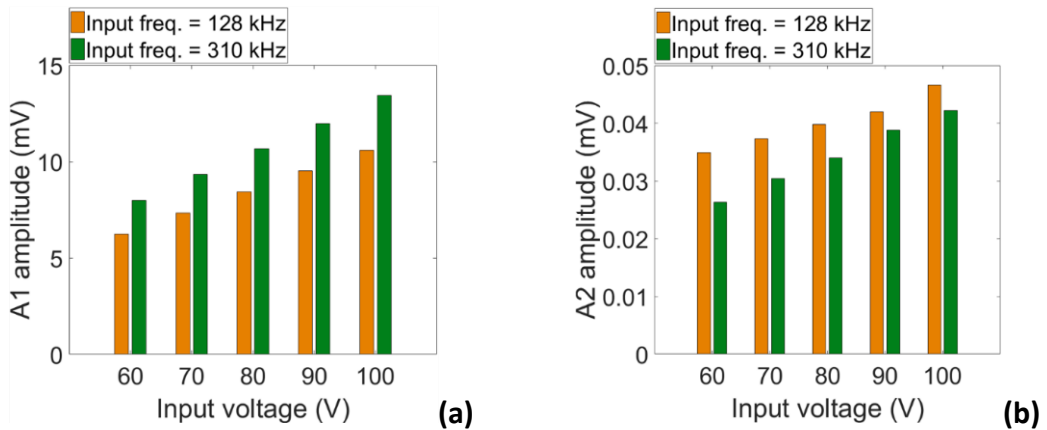 Input freq. = 128 kHz
Input freq. = 310 kHz
15
10
5
0
A1 amplitude (mV)
60 70 80 90 100
Input voltage (V)
(a)
Input freq. = 128 kHz
Input freq. = 310 kHz
0.05
0.04
0.03
0.02
0.01
0
A2 amplitude (mV)
60 70 80 90 100
Input voltage (V)
(b)